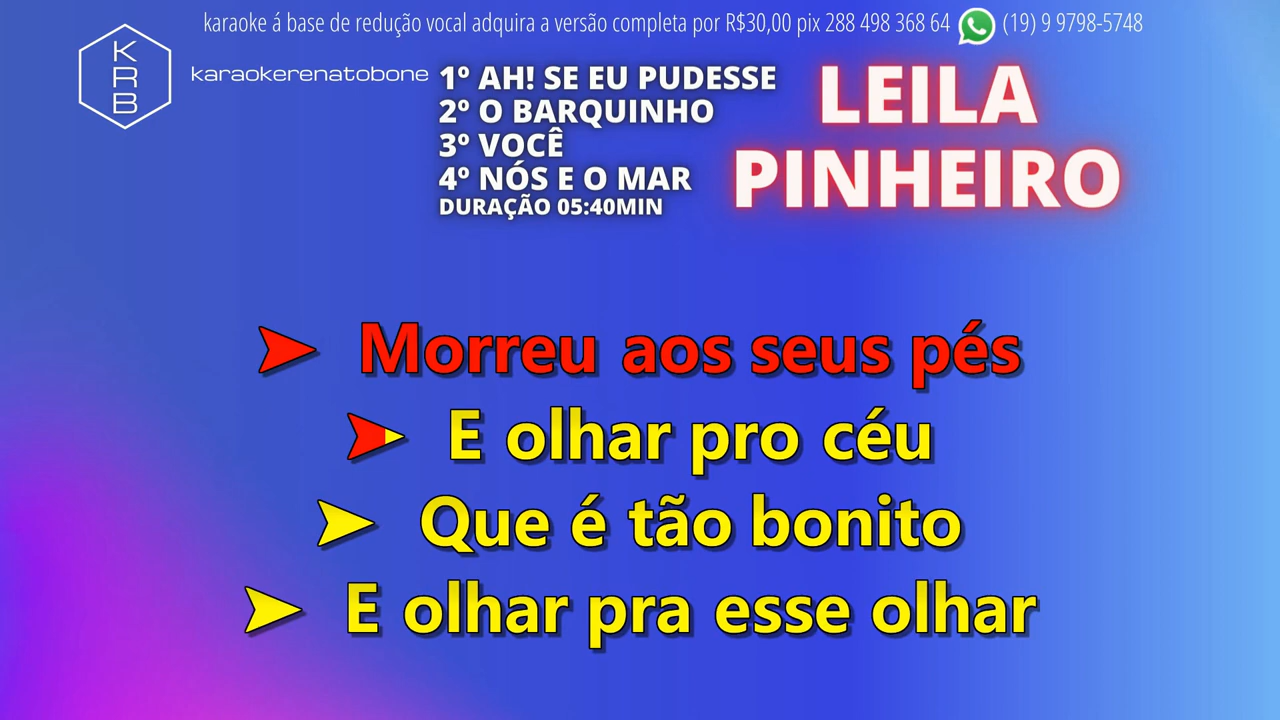 karaoke á base de redução vocal adquira a versão completa por R$30,00 pix 288 498 368 64 (19) 9 9798-5748
K
R
B
karaokerenatobone
1º AH! SE EU PUDESSE
2º O BARQUINHO
3º VOCÊ
4º NÓS E O MAR
DURAÇÃO 05:40MIN
LEILA
PINHEIRO
Morreu aos seus pés
E olhar pro céu
Que é tão bonito
E olhar pra esse olhar